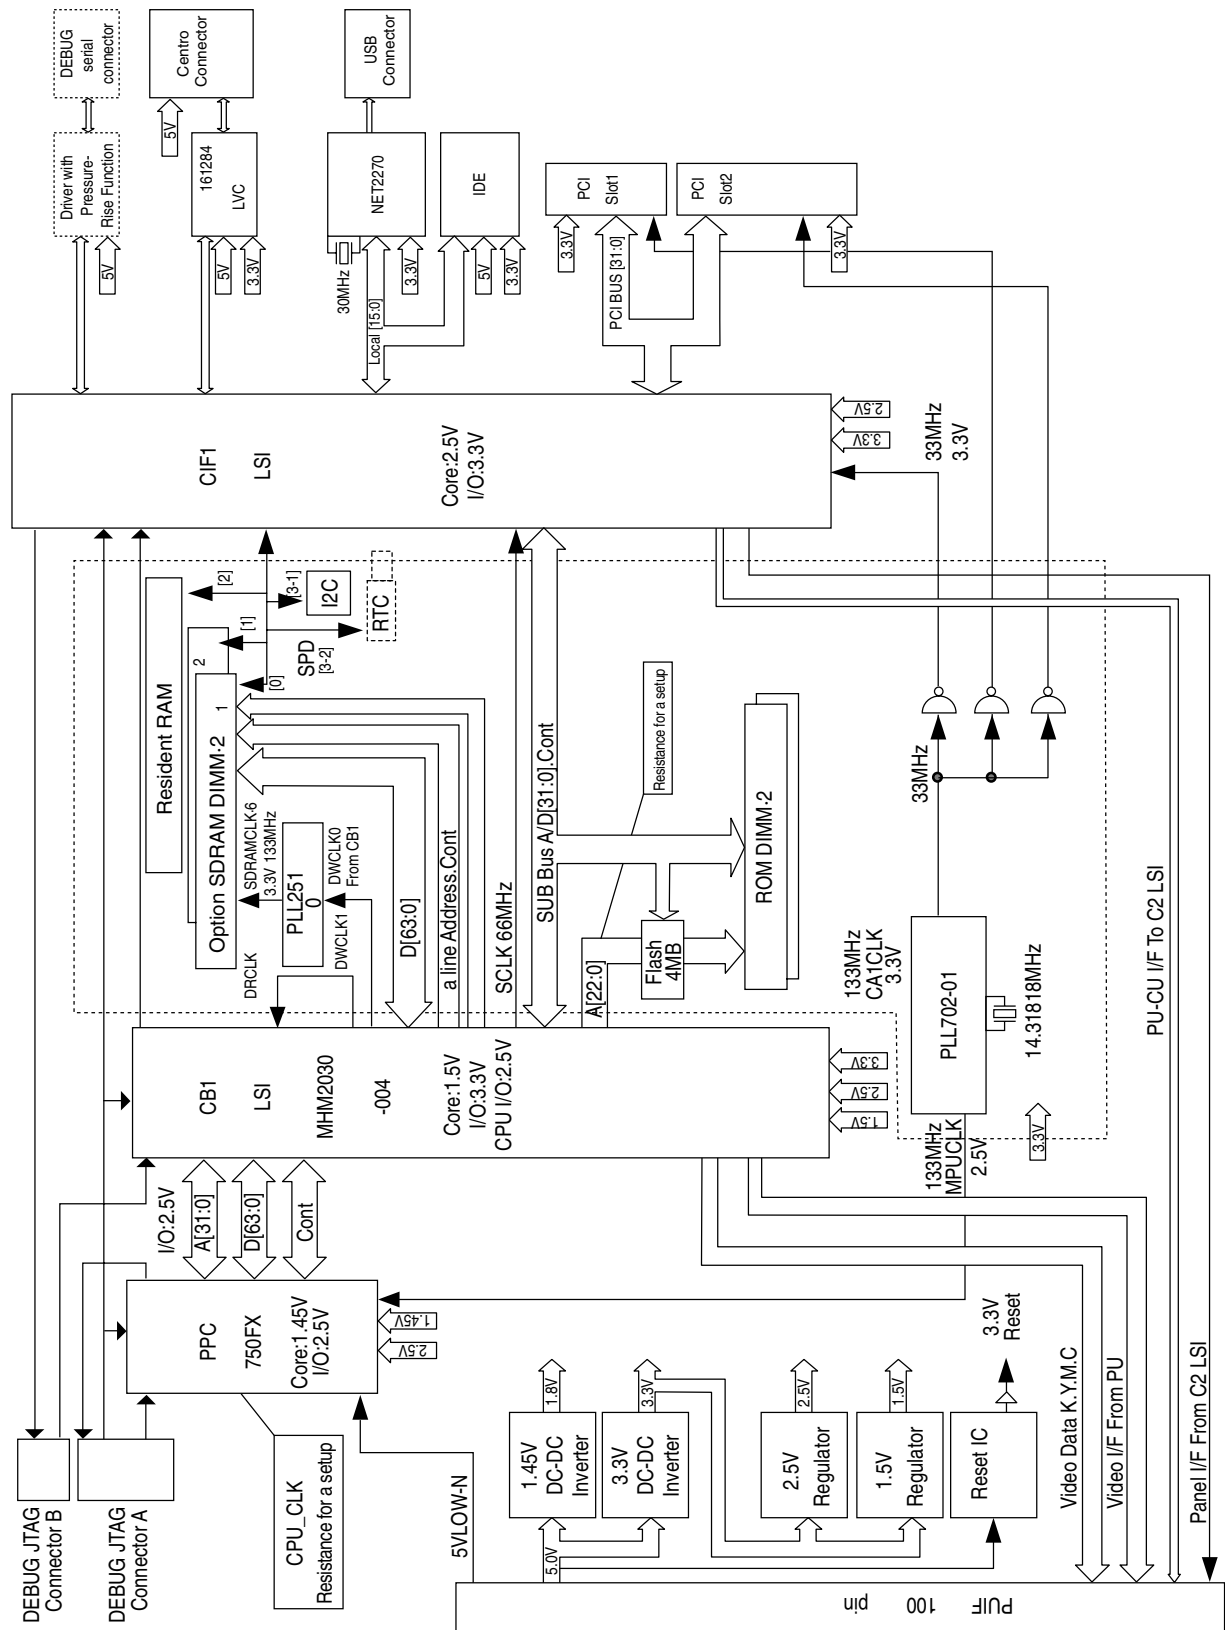 DEBUG
serial
connector
Driver with
Pressure-
Rise Function
5V
Centro
Connector
5V
161284
LVC
5V
3.3V
USB
Connector
NET2270
30MHz
3.3V
IDE
5V
3.3V
Local [15:0]
PCI
Slot1
3.3V
PCI BUS [31:0]
PCI
Slot2
3.3V
CIF1
LSI
Core:2.5V
I/O:3.3V
3.3V
2.5V
33MHz
3.3V
Resident RAM
[2]
2
[1]
Option SDRAM DIMM·2
1
[0]
[3-1]
I2C
SPD
[3-2]
RTC
DRCLK
SDRAMCLK·6
3.3V 133MHz
PLL251
0
DWCLK1
DWCLK0
From CB1
D[63:0]
a line Address.Cont
SCLK 66MHz
SUB Bus A/D[31:0].Cont
Resistance for a setup
A[22:0]
Flash
4MB
ROM DIMM·2
33MHz
133MHz
CA1CLK
3.3V
PLL702-01
14.31818MHz
133MHz
MPUCLK
2.5V
3.3V
PU-CU I/F To C2 LSI
CB1
LSI
MHM2030
-004
Core:1.5V
I/O:3.3V
CPU I/O:2.5V
1.5V
2.5V
3.3V
I/O:2.5V
A[31:0]
D[63:0]
Cont
PPC
750FX
Core:1.45V
I/O:2.5V
2.5V
1.45V
DEBUG JTAG
Connector B
DEBUG JTAG
Connector A
CPU_CLK
Resistance for a setup
5VLOW-N
5.0V
1.45V
DC-DC
Inverter
1.8V
3.3V
DC-DC
Inverter
3.3V
2.5V
Regulator
2.5V
1.5V
Regulator
1.5V
Reset IC
3.3V
Reset
Video Data K.Y.M.C
Video I/F From PU
Panel I/F From C2 LSI
PUIF 100 pin